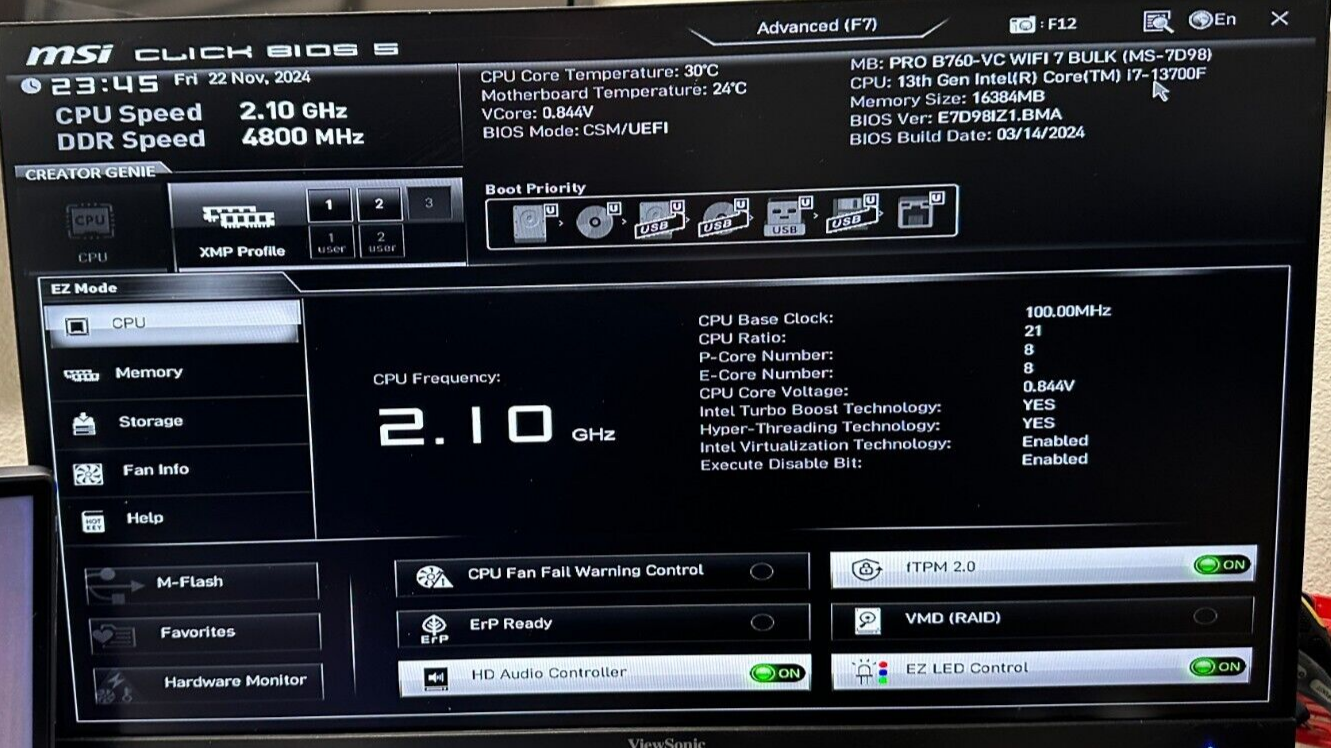 msi CLICK BIOS 5
Advanced (F7)
: F12
En
23:45 Fri 22 Nov, 2024
CPU Speed 2.10 GHz
DDR Speed 4800 MHz
CPU Core Temperature: 30°C
Motherboard Temperature: 24°C
VCore: 0.844V
BIOS Mode: CSM/UEFI
MB: PRO B760-VC WIFI 7 BULK (MS-7D98)
CPU: 13th Gen Intel(R) Core(TM) i7-13700F
Memory Size: 16384MB
BIOS Ver: E7D98IZ1.BMA
BIOS Build Date: 03/14/2024
CREATOR GENIE
CPU
CPU
XMP Profile
1 2 3
1 user 2 user
Boot Priority
U U U U U U U
USB USB USB USB
EZ Mode
CPU
Memory
Storage
Fan Info
HOT KEY Help
CPU Frequency:
2.10 GHz
CPU Base Clock: 100.00MHz
CPU Ratio: 21
P-Core Number: 8
E-Core Number: 8
CPU Core Voltage: 0.844V
Intel Turbo Boost Technology: YES
Hyper-Threading Technology: YES
Intel Virtualization Technology: Enabled
Execute Disable Bit: Enabled
M-Flash
Favorites
Hardware Monitor
CPU Fan Fail Warning Control
ErP ErP Ready
HD Audio Controller ON
fTPM 2.0 ON
VMD (RAID)
EZ LED Control ON
ViewSonic